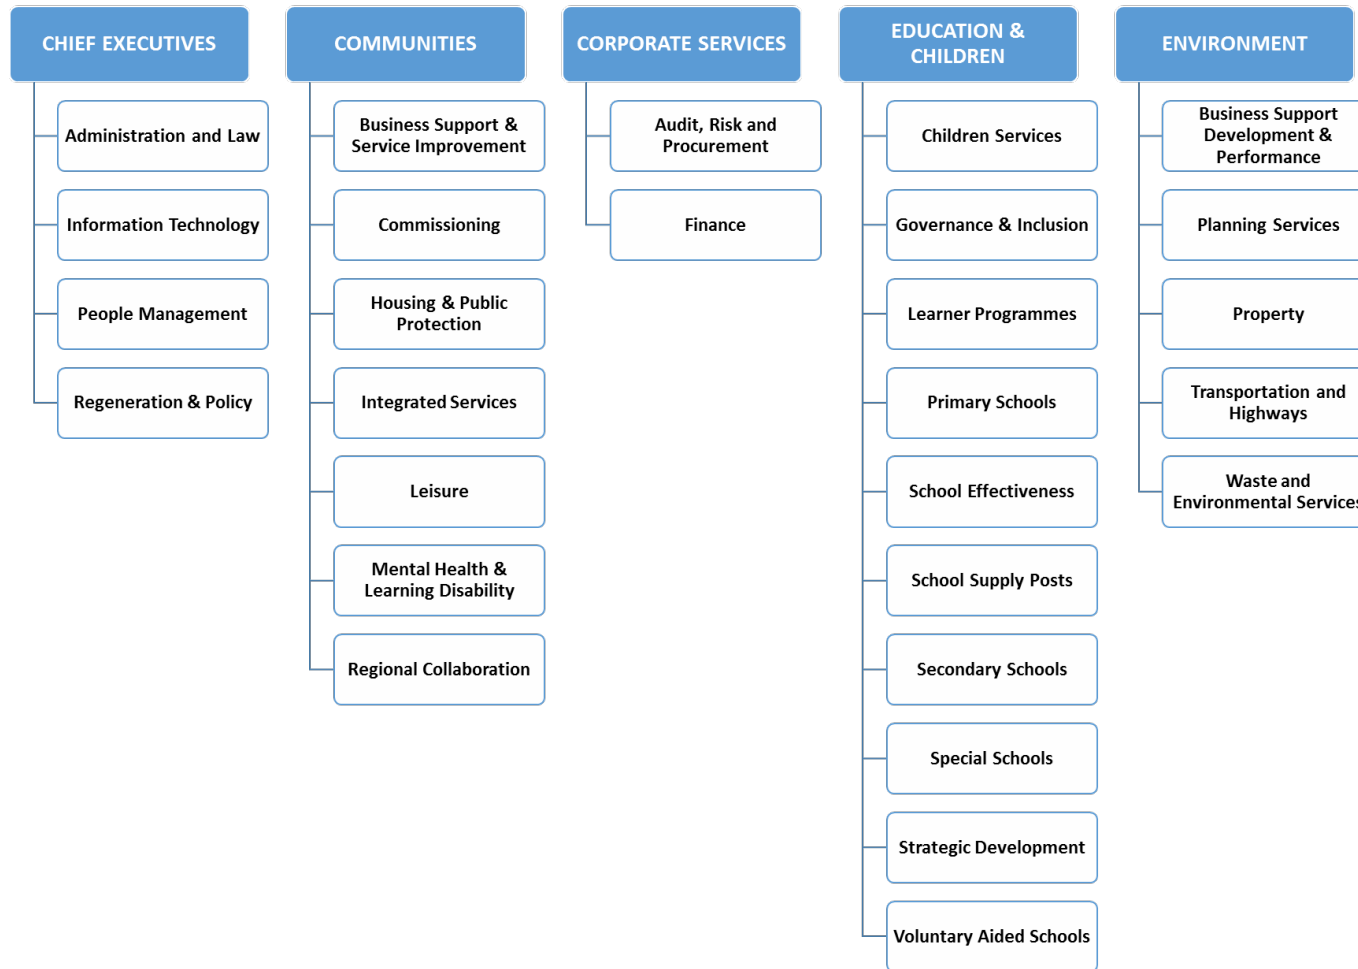 CHIEF EXECUTIVES
Administration and Law
Information Technology
People Management
Regeneration & Policy
COMMUNITIES
Business Support &
Service Improvement
Commissioning
Housing & Public
Protection
Integrated Services
Leisure
Mental Health &
Learning Disability
Regional Collaboration
CORPORATE SERVICES
Audit, Risk and
Procurement
Finance
EDUCATION &
CHILDREN
Children Services
Governance & Inclusion
Learner Programmes
Primary Schools
School Effectiveness
School Supply Posts
Secondary Schools
Special Schools
Strategic Development
Voluntary Aided Schools
ENVIRONMENT
Business Support
Development &
Performance
Planning Services
Property
Transportation and
Highways
Waste and
Environmental Services